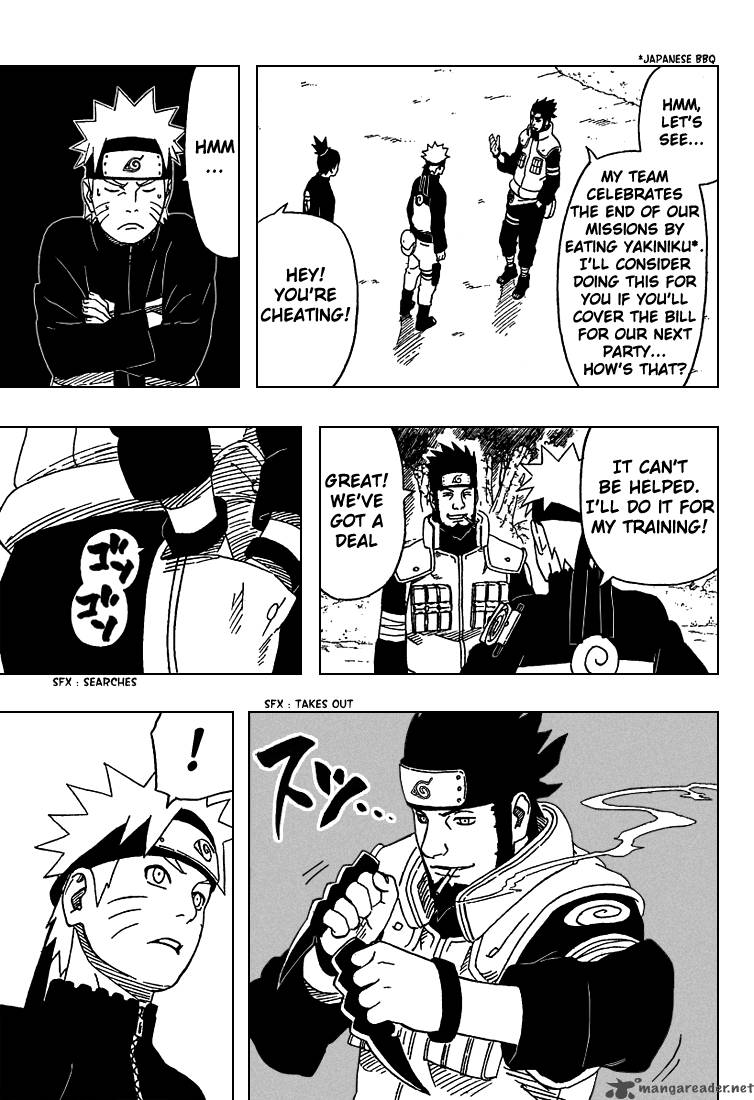 *JAPANESE BBQ
HMM,
LET'S
SEE...
MY TEAM
CELEBRATES
THE END OF OUR
MISSIONS BY
EATING YAKINIKU*.
I'LL CONSIDER
DOING THIS FOR
YOU IF YOU'LL
COVER THE BILL
FOR OUR NEXT
PARTY...
HOW'S THAT?
HEY!
YOU'RE
CHEATING!
HMM
...
IT CAN'T
BE HELPED.
I'LL DO IT FOR
MY TRAINING!
GREAT!
WE'VE
GOT A
DEAL
ゴソ
ゴソ
SFX : SEARCHES
SFX : TAKES OUT
スッ...
!
mangareader.net